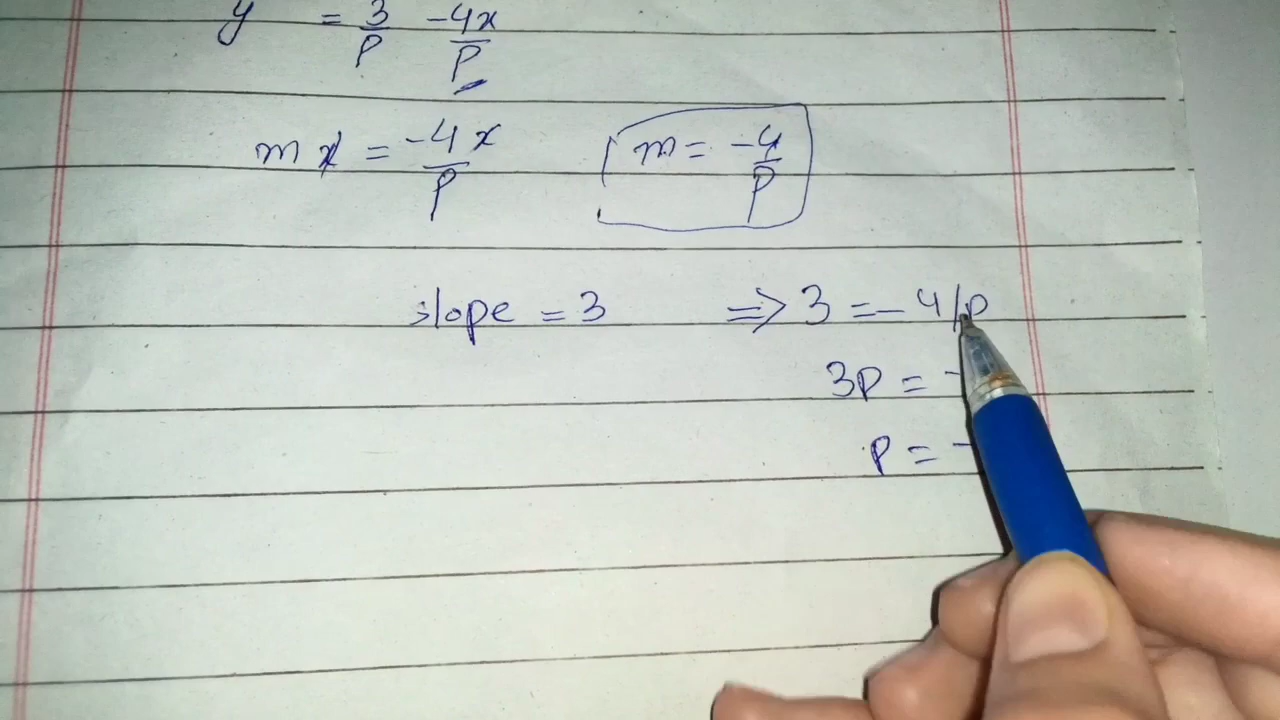 y = 3/p -4x/p
mx = -4x/p m = -4/p
slope = 3 => 3 = -4/p
3p = -
p = -